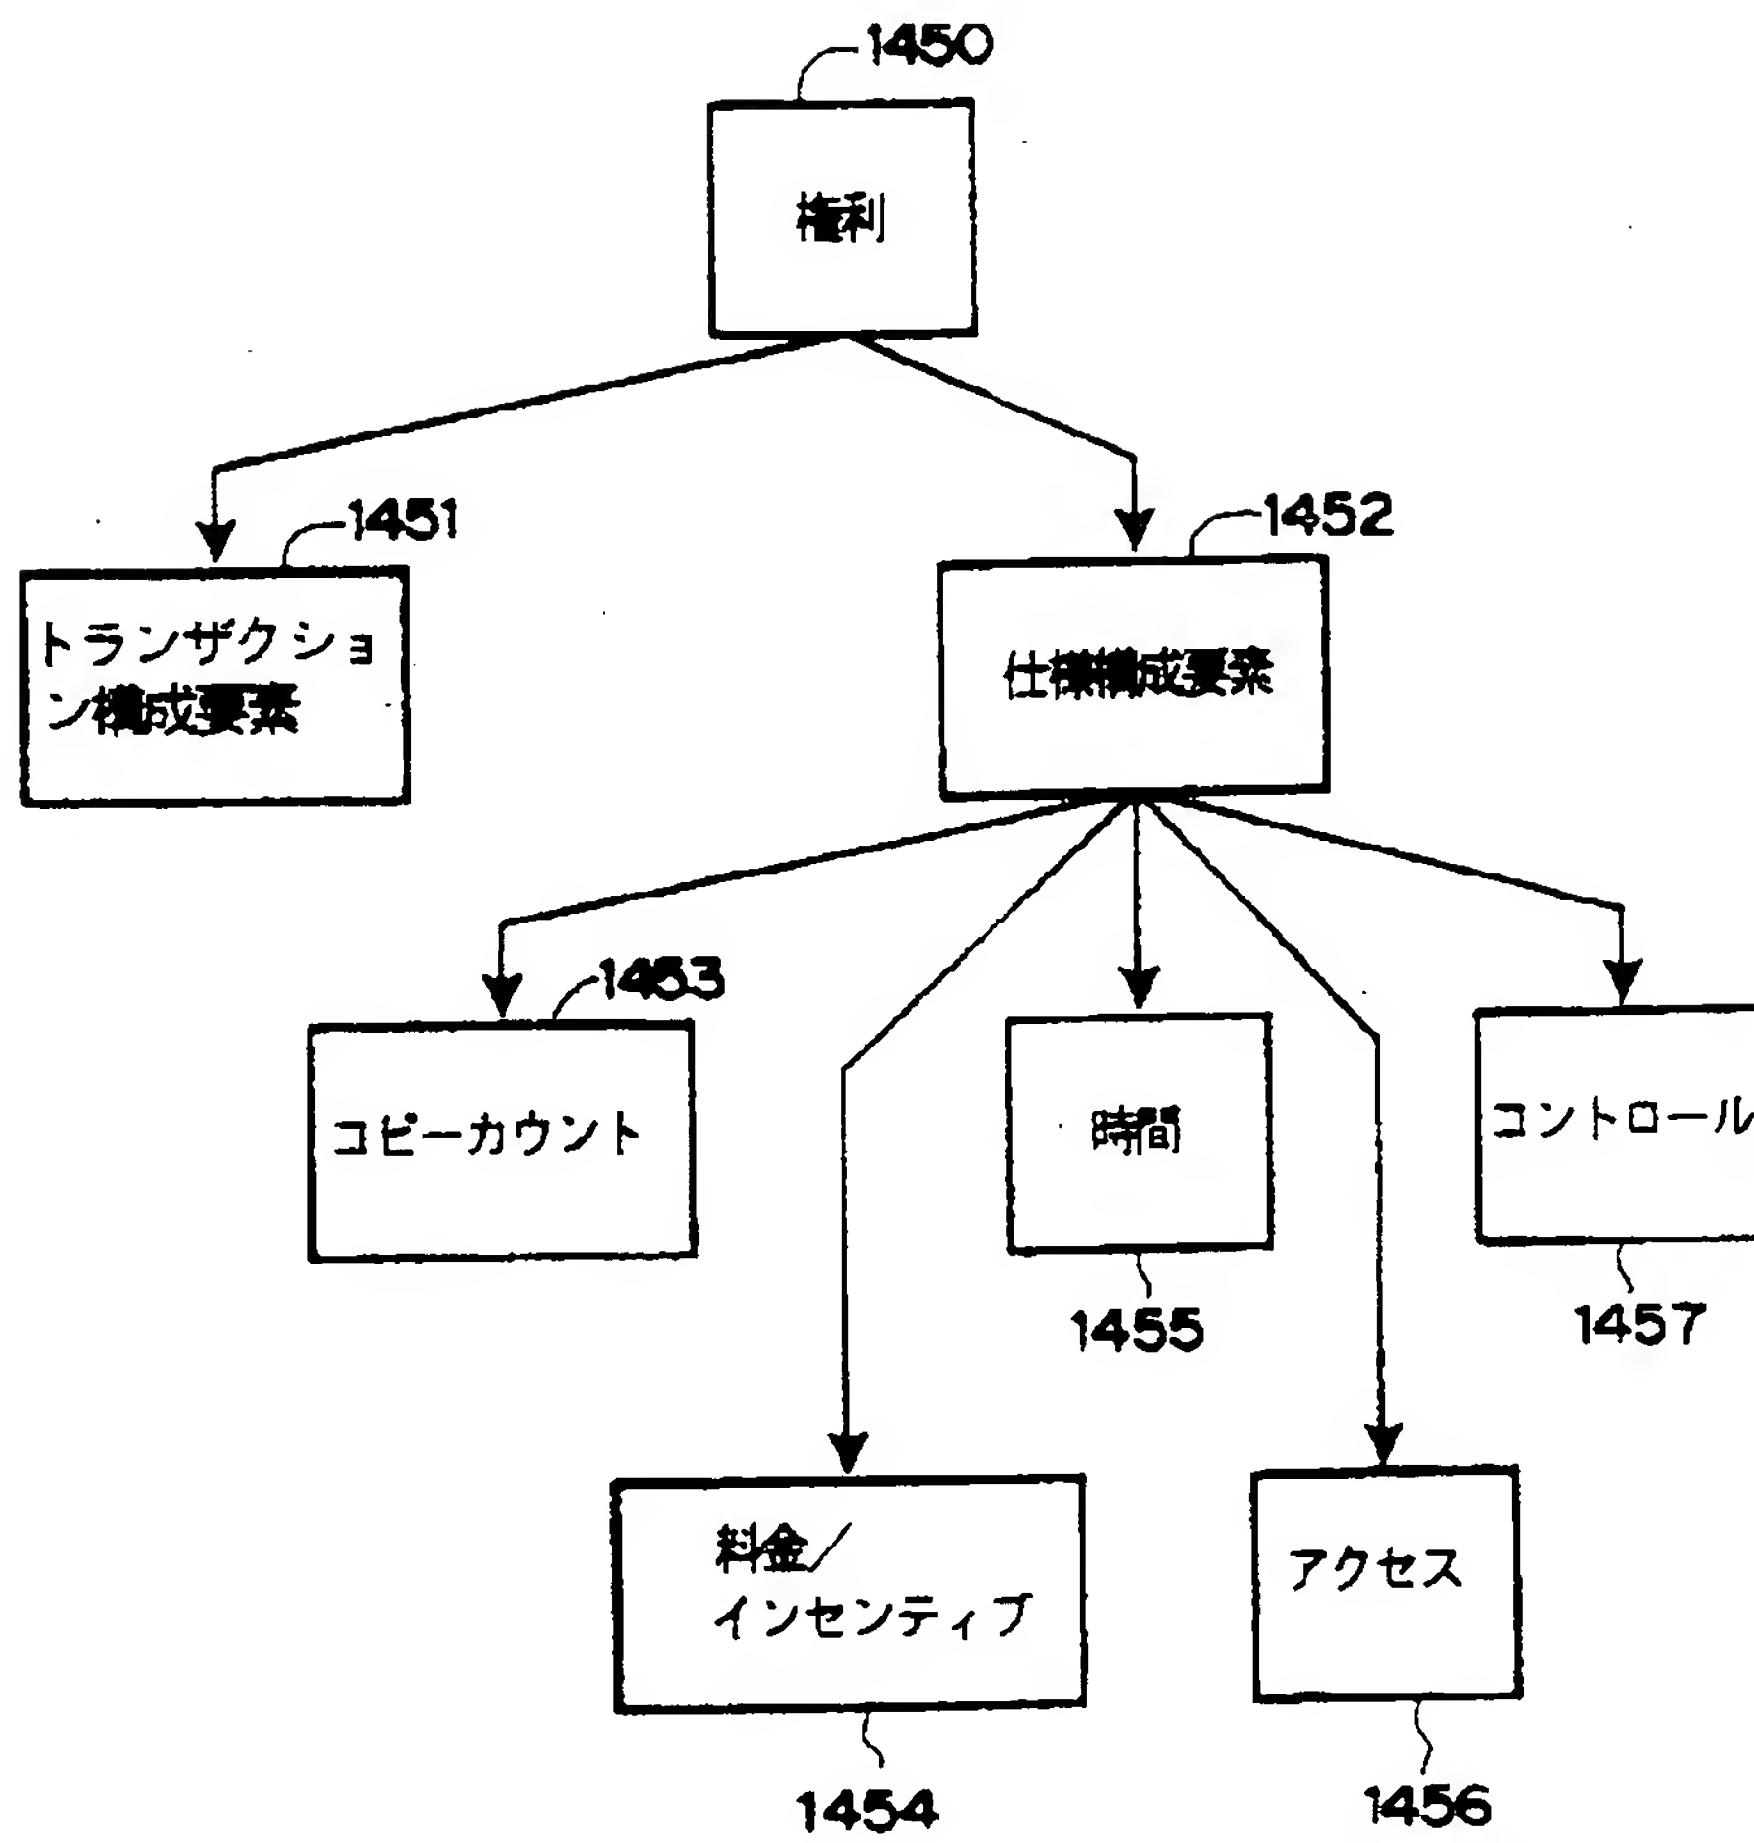 1450
権利
1451
1452
トランザクショ
ン構成要素
仕様構成要素
1453
コピーカウント
時間
コントロール
1455
1457
料金/
インセンティブ
アクセス
1454
1456